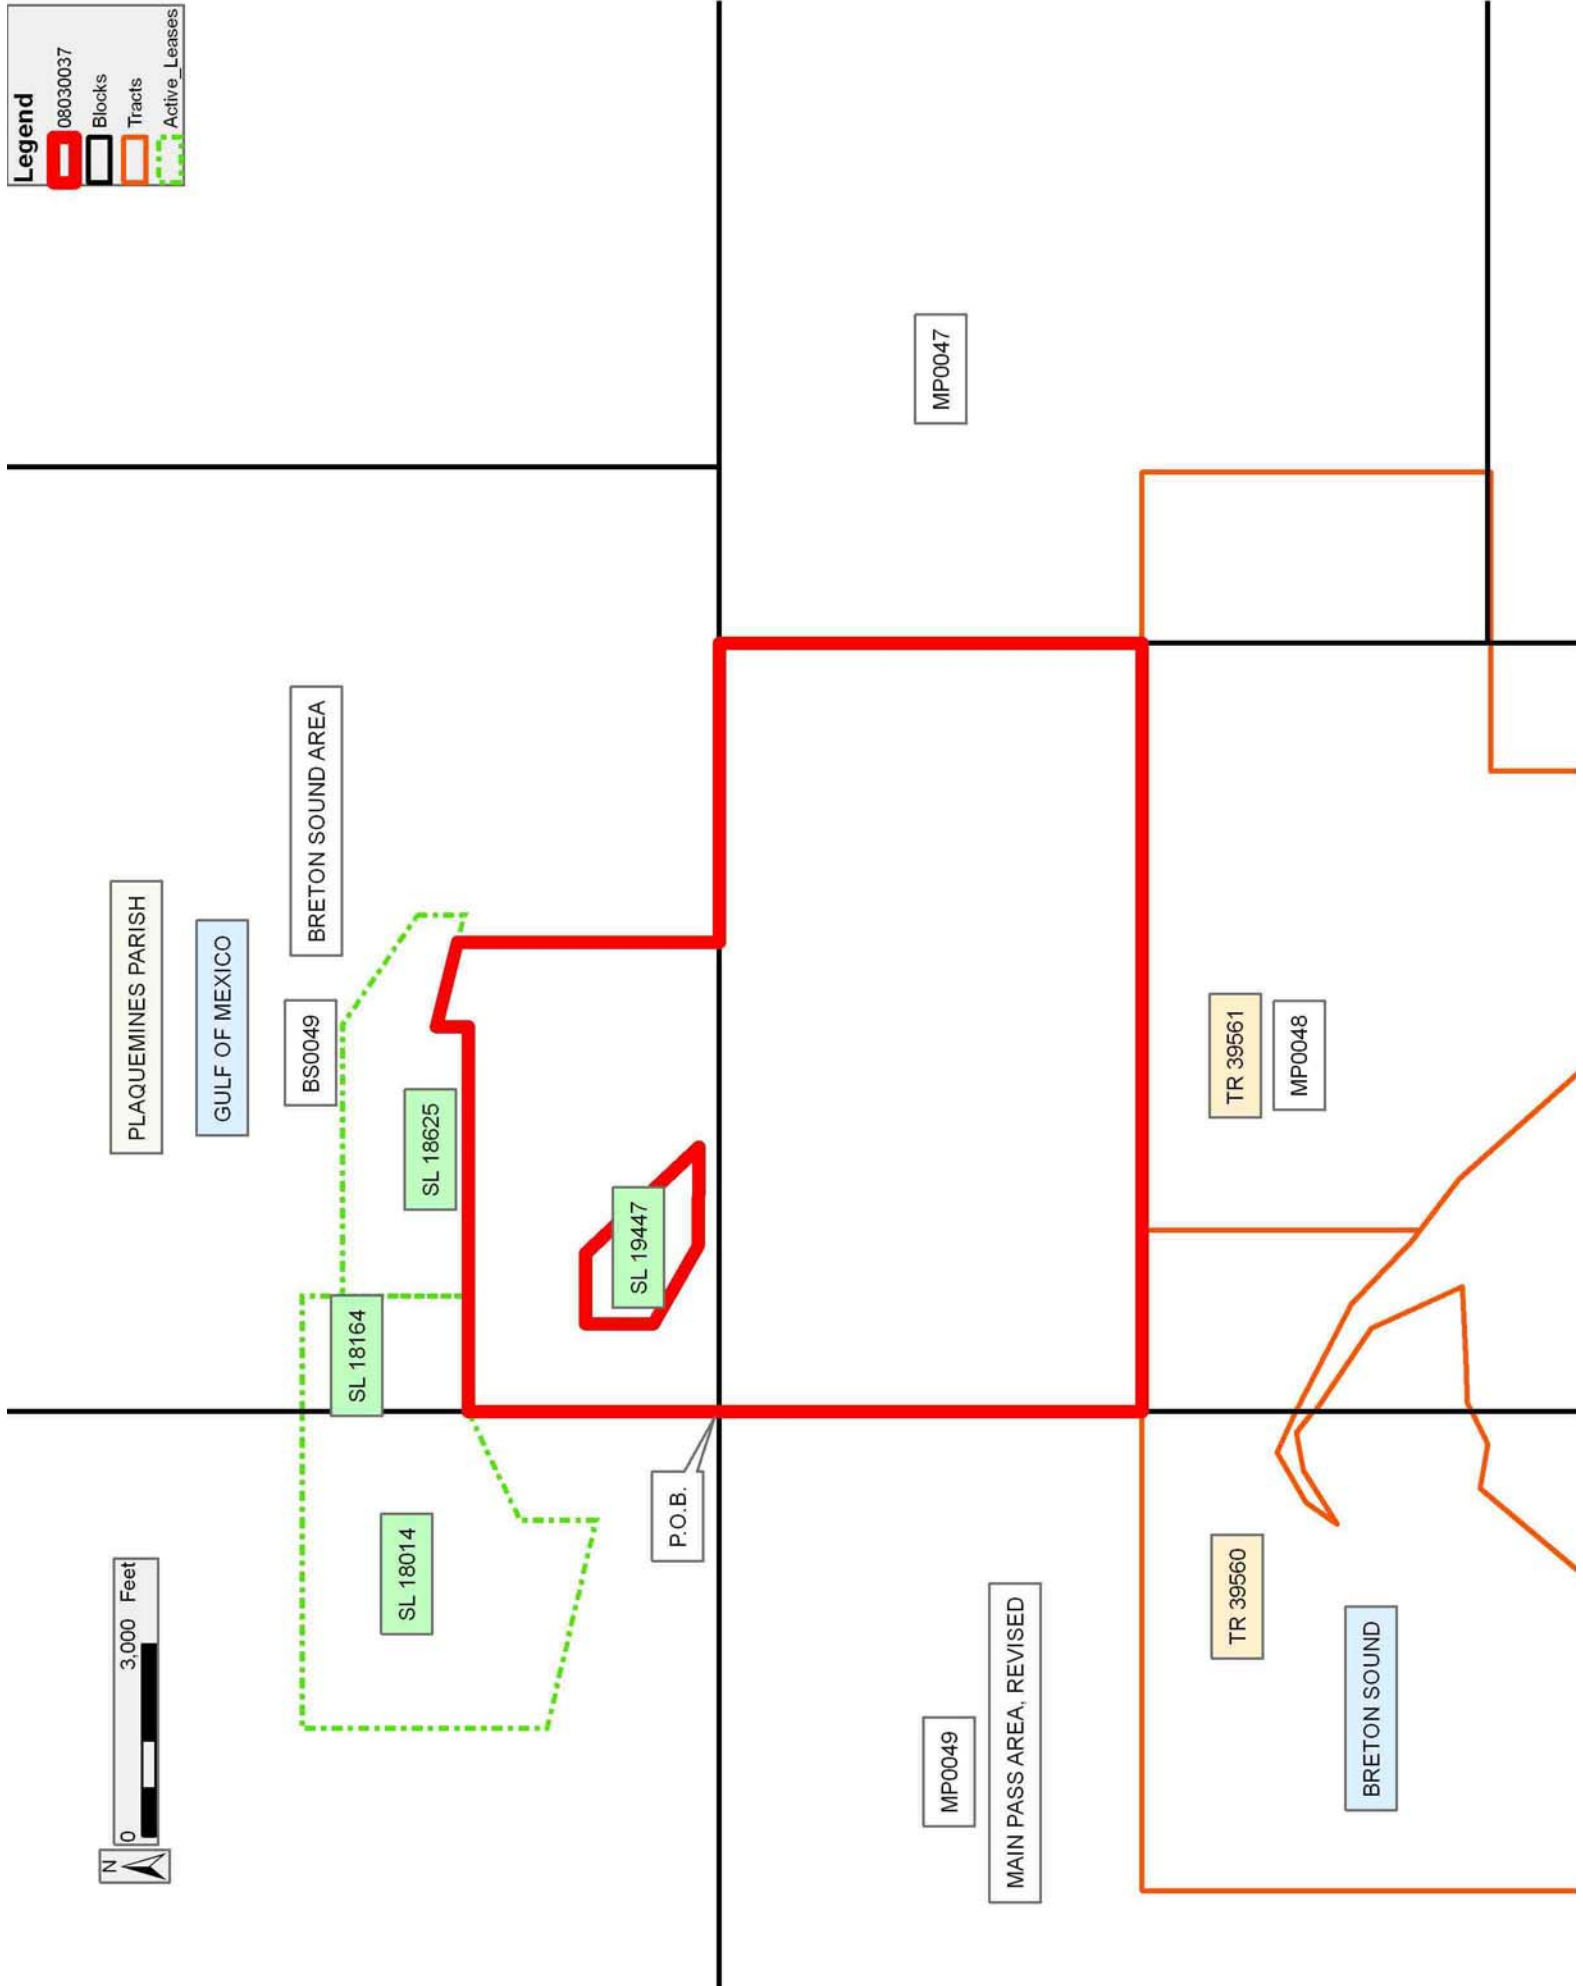 Legend
08030037
Blocks
Tracts
Active_Leases
N
0
3,000 Feet
PLAQUEMINES PARISH
GULF OF MEXICO
BS0049
BRETON SOUND AREA
SL 18014
SL 18164
SL 18625
SL 19447
P.O.B.
MP0049
MP0047
MAIN PASS AREA, REVISED
TR 39560
TR 39561
MP0048
BRETON SOUND